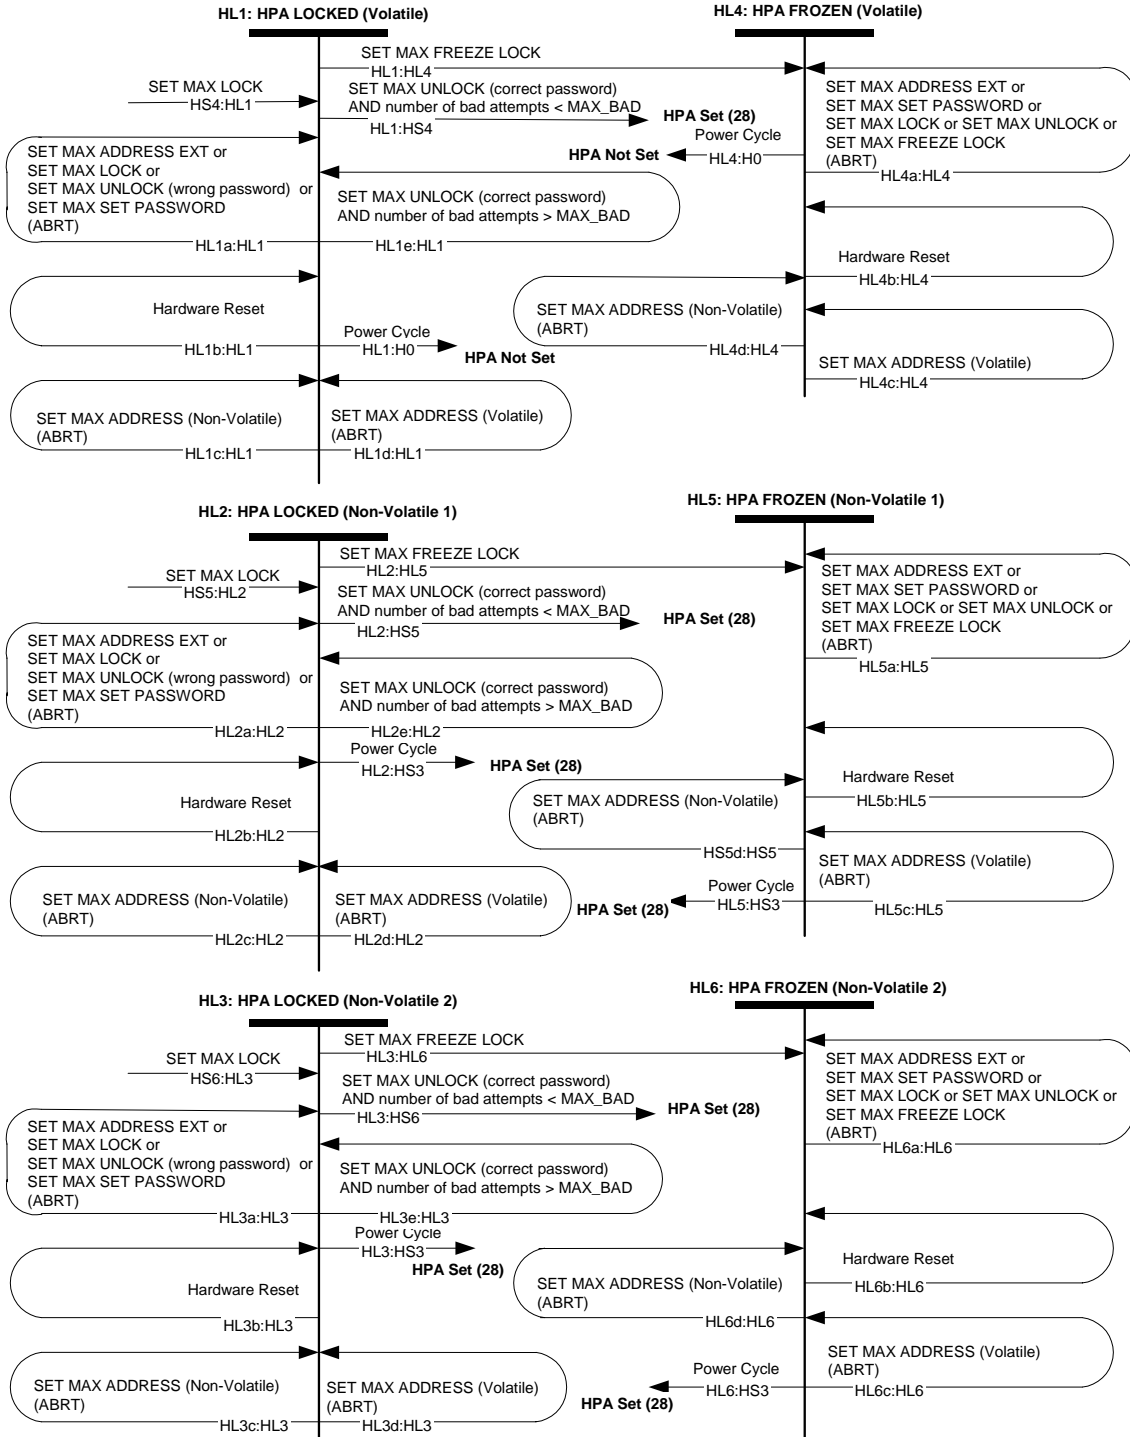 HL1: HPA LOCKED (Volatile)
SET MAX FREEZE LOCK
HL1:HL4
SET MAX LOCK
HS4:HL1
SET MAX UNLOCK (correct password)
AND number of bad attempts < MAX_BAD
HL1:HS4
HPA Set (28)
SET MAX ADDRESS EXT or
SET MAX LOCK or
SET MAX UNLOCK (wrong password) or
SET MAX SET PASSWORD
(ABRT)
HL1a:HL1
SET MAX UNLOCK (correct password)
AND number of bad attempts > MAX_BAD
HL1e:HL1
Hardware Reset
HL1b:HL1
Power Cycle
HL1:H0
HPA Not Set
SET MAX ADDRESS (Non-Volatile)
(ABRT)
HL1c:HL1
SET MAX ADDRESS (Volatile)
(ABRT)
HL1d:HL1
HL4: HPA FROZEN (Volatile)
SET MAX ADDRESS EXT or
SET MAX SET PASSWORD or
SET MAX LOCK or SET MAX UNLOCK or
SET MAX FREEZE LOCK
(ABRT)
HL4a:HL4
Power Cycle
HL4:H0
HPA Not Set
Hardware Reset
HL4b:HL4
SET MAX ADDRESS (Non-Volatile)
(ABRT)
HL4d:HL4
SET MAX ADDRESS (Volatile)
HL4c:HL4
HL2: HPA LOCKED (Non-Volatile 1)
SET MAX FREEZE LOCK
HL2:HL5
SET MAX LOCK
HS5:HL2
SET MAX UNLOCK (correct password)
AND number of bad attempts < MAX_BAD
HL2:HS5
HPA Set (28)
SET MAX ADDRESS EXT or
SET MAX LOCK or
SET MAX UNLOCK (wrong password) or
SET MAX SET PASSWORD
(ABRT)
HL2a:HL2
SET MAX UNLOCK (correct password)
AND number of bad attempts > MAX_BAD
HL2e:HL2
Power Cycle
HL2:HS3
HPA Set (28)
Hardware Reset
HL2b:HL2
SET MAX ADDRESS (Non-Volatile)
(ABRT)
HL2c:HL2
SET MAX ADDRESS (Volatile)
(ABRT)
HL2d:HL2
HL5: HPA FROZEN (Non-Volatile 1)
SET MAX ADDRESS EXT or
SET MAX SET PASSWORD or
SET MAX LOCK or SET MAX UNLOCK or
SET MAX FREEZE LOCK
(ABRT)
HL5a:HL5
Hardware Reset
HL5b:HL5
SET MAX ADDRESS (Non-Volatile)
(ABRT)
HS5d:HS5
SET MAX ADDRESS (Volatile)
(ABRT)
HL5c:HL5
Power Cycle
HL5:HS3
HPA Set (28)
HL3: HPA LOCKED (Non-Volatile 2)
SET MAX FREEZE LOCK
HL3:HL6
SET MAX LOCK
HS6:HL3
SET MAX UNLOCK (correct password)
AND number of bad attempts < MAX_BAD
HL3:HS6
HPA Set (28)
SET MAX ADDRESS EXT or
SET MAX LOCK or
SET MAX UNLOCK (wrong password) or
SET MAX SET PASSWORD
(ABRT)
HL3a:HL3
SET MAX UNLOCK (correct password)
AND number of bad attempts > MAX_BAD
HL3e:HL3
Power Cycle
HL3:HS3
HPA Set (28)
Hardware Reset
HL3b:HL3
SET MAX ADDRESS (Non-Volatile)
(ABRT)
HL3c:HL3
SET MAX ADDRESS (Volatile)
(ABRT)
HL3d:HL3
HL6: HPA FROZEN (Non-Volatile 2)
SET MAX ADDRESS EXT or
SET MAX SET PASSWORD or
SET MAX LOCK or SET MAX UNLOCK or
SET MAX FREEZE LOCK
(ABRT)
HL6a:HL6
Hardware Reset
HL6b:HL6
SET MAX ADDRESS (Non-Volatile)
(ABRT)
HL6d:HL6
SET MAX ADDRESS (Volatile)
(ABRT)
HL6c:HL6
Power Cycle
HL6:HS3
HPA Set (28)